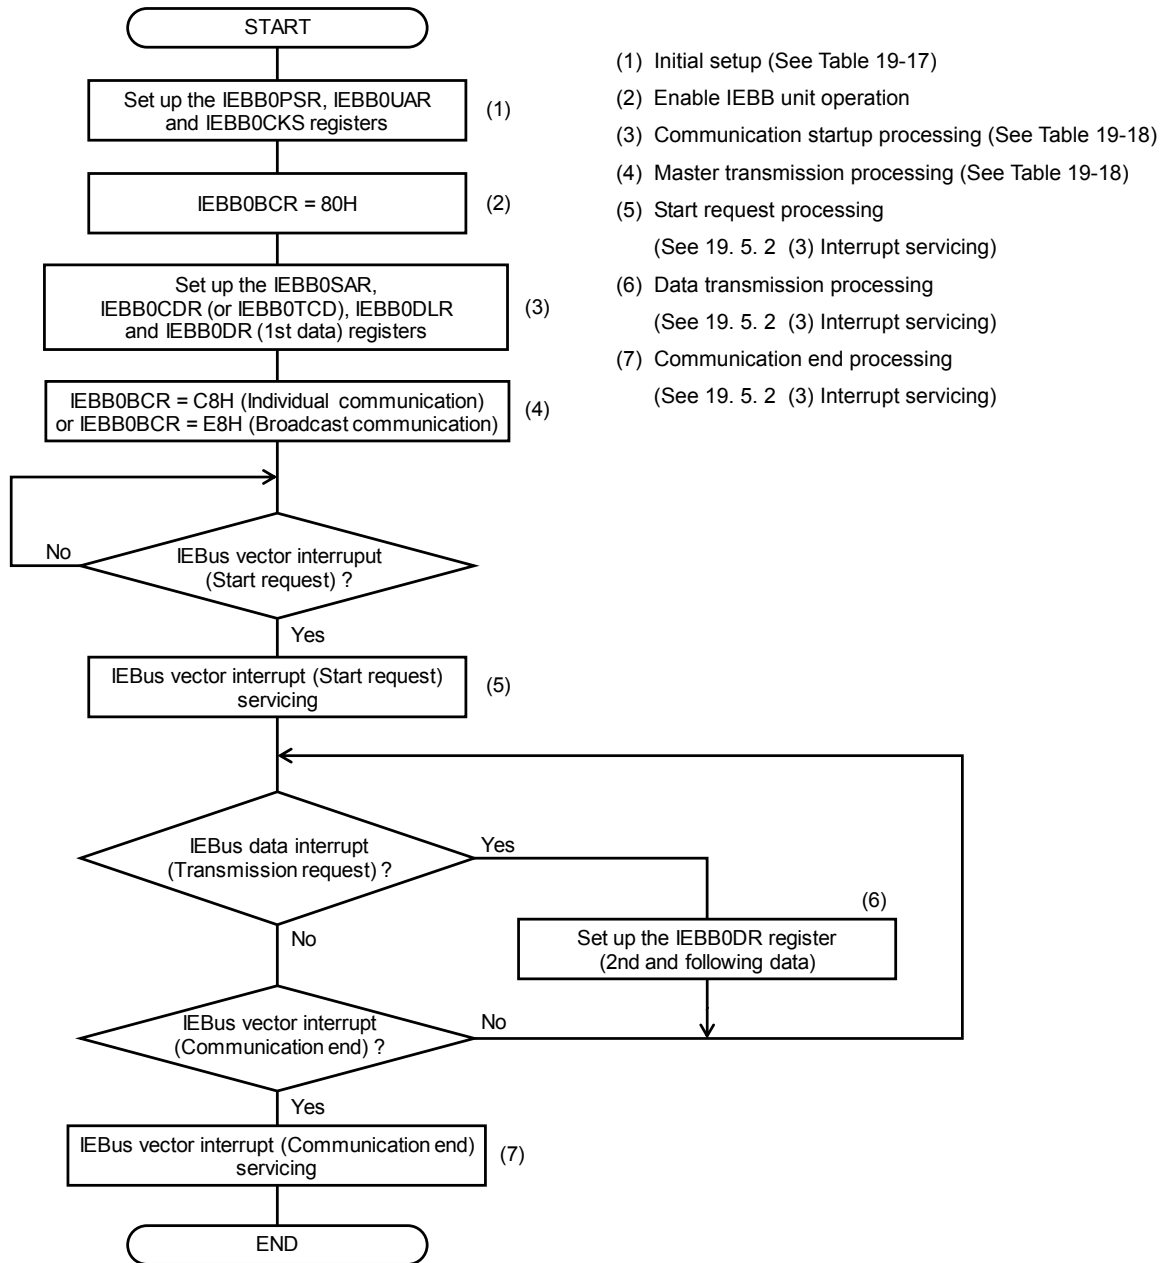 START
Set up the IEBB0PSR, IEBB0UAR
and IEBB0CKS registers
(1)
IEBB0BCR = 80H
(2)
Set up the IEBB0SAR,
IEBB0CDR (or IEBB0TCD), IEBB0DLR
and IEBB0DR (1st data) registers
(3)
IEBB0BCR = C8H (Individual communication)
or IEBB0BCR = E8H (Broadcast communication)
(4)
No
IEBus vector interruput
(Start request) ?
Yes
IEBus vector interrupt (Start request)
servicing
(5)
IEBus data interrupt
(Transmission request) ?
Yes
(6)
Set up the IEBB0DR register
(2nd and following data)
No
IEBus vector interrupt
(Communication end) ?
No
Yes
IEBus vector interrupt (Communication end)
servicing
(7)
END
(1) Initial setup (See Table 19-17)
(2) Enable IEBB unit operation
(3) Communication startup processing (See Table 19-18)
(4) Master transmission processing (See Table 19-18)
(5) Start request processing
(See 19. 5. 2 (3) Interrupt servicing)
(6) Data transmission processing
(See 19. 5. 2 (3) Interrupt servicing)
(7) Communication end processing
(See 19. 5. 2 (3) Interrupt servicing)